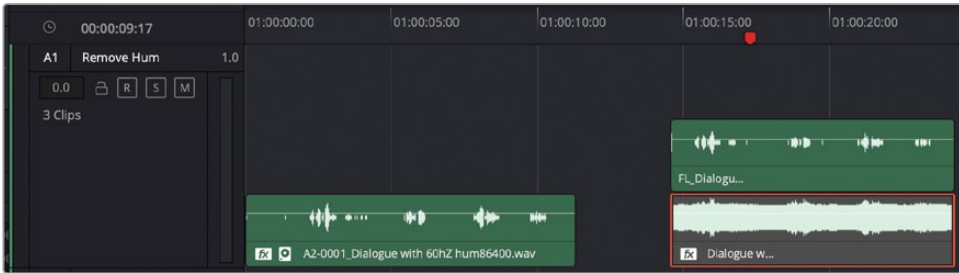 00:00:09:17
01:00:00:00 01:00:05:00 01:00:10:00 01:00:15:00 01:00:20:00
A1 Remove Hum 1.0
0.0 R S M
3 Clips
FL_Dialogu...
fx A2-0001_Dialogue with 60hZ hum86400.wav
fx Dialogue w...